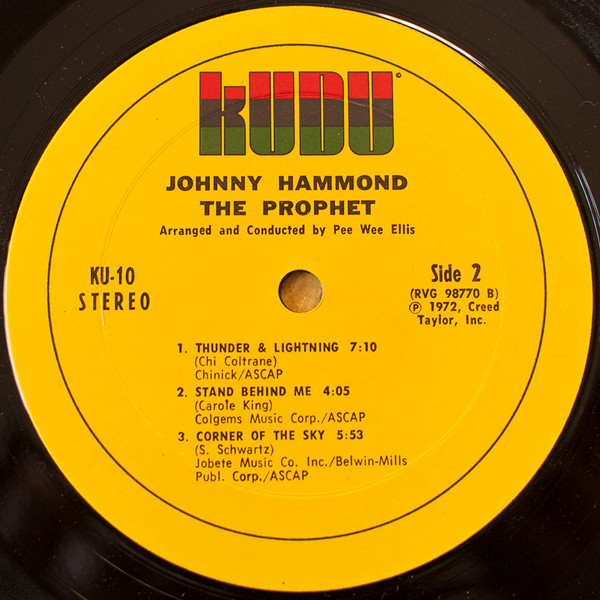 KUDU©
JOHNNY HAMMOND
THE PROPHET
Arranged and Conducted by Pee Wee Ellis
KU-10
STEREO
Side 2
(RVG 98770 B)
℗ 1972, Creed
Taylor, Inc.
1. THUNDER & LIGHTNING 7:10
(Chi Coltrane)
Chinick/ASCAP
2. STAND BEHIND ME 4:05
(Carole King)
Colgems Music Corp./ASCAP
3. CORNER OF THE SKY 5:53
(S. Schwartz)
Jobete Music Co. Inc./Belwin-Mills
Publ. Corp./ASCAP